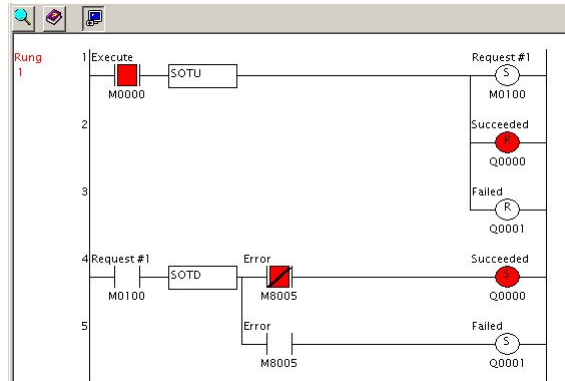 Rung 1 Execute Request #1
1 SOTU S
M0000 M0100
2 Succeeded
R
Q0000
3 Failed
R
Q0001
4 Request #1 Error Succeeded
SOTD S
M0100 M8005 Q0000
5 Error Failed
S
M8005 Q0001